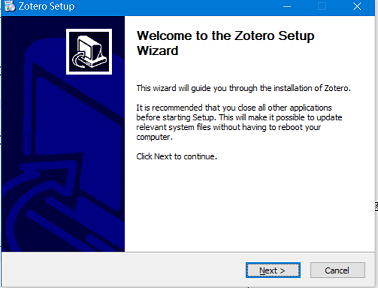 Zotero Setup
Welcome to the Zotero Setup
Wizard
This wizard will guide you through the installation of Zotero.
It is recommended that you close all other applications
before starting Setup. This will make it possible to update
relevant system files without having to reboot your
computer.
Click Next to continue.
Next >
Cancel